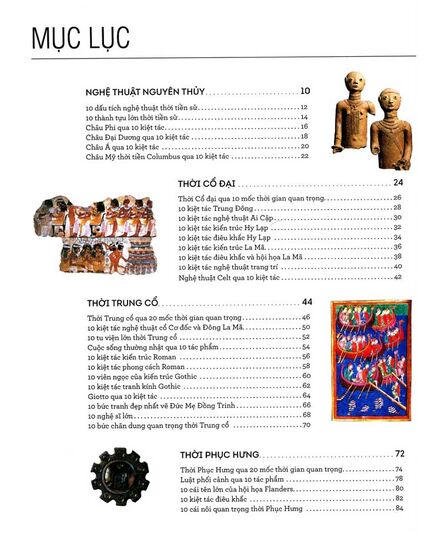 MỤC LỤC
NGHỆ THUẬT NGUYÊN THỦY 10
10 dấu tích nghệ thuật thời tiền sử 12
10 thành tựu lớn thời tiền sử 14
Châu Phi qua 10 kiệt tác 16
Châu Đại Dương qua 10 kiệt tác 18
Châu Á qua 10 kiệt tác 20
Châu Mỹ thời tiền Columbus qua 10 kiệt tác 22
THỜI CỔ ĐẠI 24
Thời Cổ đại qua 10 mốc thời gian quan trọng 26
10 kiệt tác Trung Đông 28
10 kiệt tác nghệ thuật Ai Cập 30
10 kiệt tác kiến trúc Hy Lạp 32
10 kiệt tác điêu khắc Hy Lạp 34
10 kiệt tác kiến trúc La Mã 36
10 kiệt tác điêu khắc và hội họa La Mã 38
10 kiệt tác nghệ thuật trang trí 40
Nghệ thuật Celt qua 10 kiệt tác 42
THỜI TRUNG CỔ 44
Thời Trung cổ qua 20 mốc thời gian quan trọng 46
10 kiệt tác nghệ thuật cổ Cơ đốc và Đông La Mã 50
10 tu viện lớn thời Trung cổ 52
Cuộc sống thường nhật qua 10 tác phẩm 54
10 kiệt tác kiến trúc Roman 56
10 kiệt tác phong cách Roman 58
10 viên ngọc của kiến trúc Gothic 60
10 kiệt tác tranh kính Gothic 62
Giotto qua 10 kiệt tác 64
10 bức tranh đẹp nhất vẽ Đức Mẹ Đồng Trinh 66
10 nghệ sĩ lớn 68
10 bức chân dung quan trọng thời Trung cổ 70
THỜI PHỤC HƯNG 72
Thời Phục Hưng qua 20 mốc thời gian quan trọng 74
Luật phối cảnh qua 10 tác phẩm 78
10 cái tên lớn của hội họa Flanders 80
10 kiệt tác điêu khắc 82
10 cái nôi quan trọng thời Phục Hưng 84